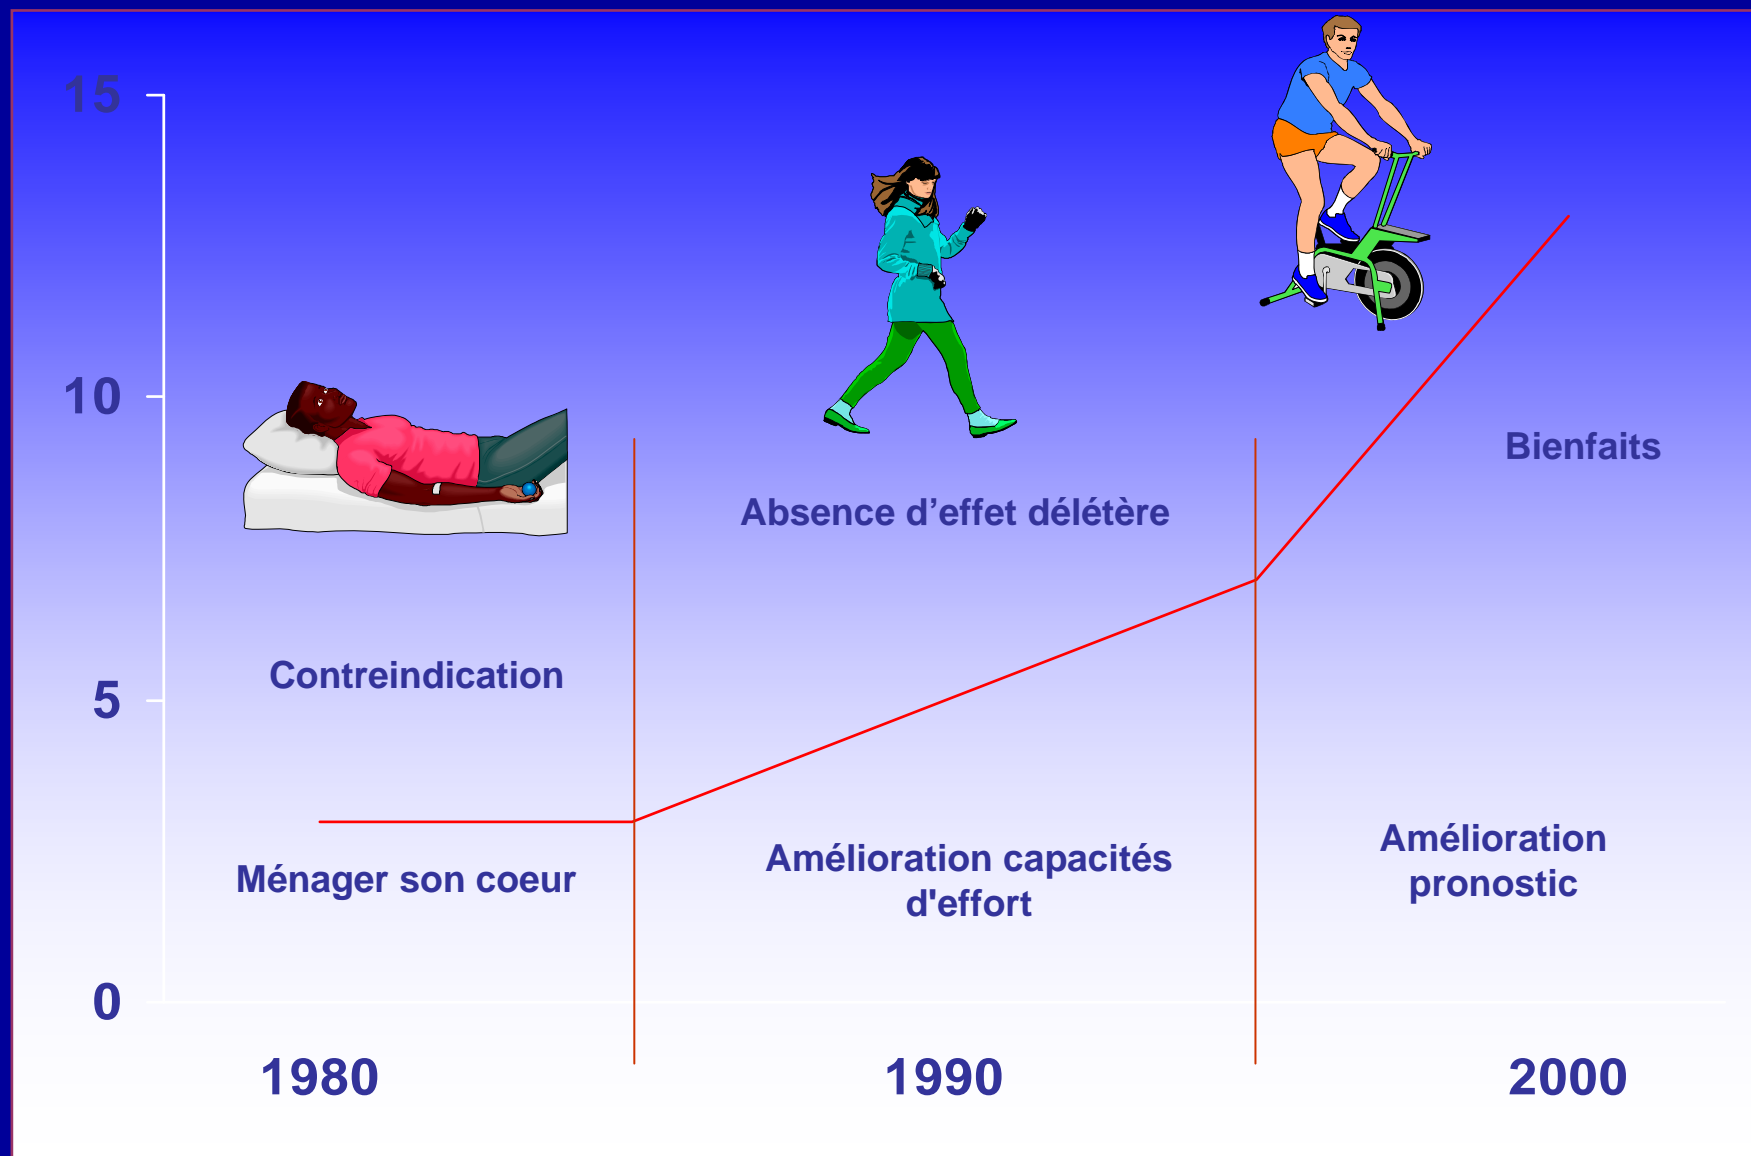 15
10
5
0
Contreindication
Ménager son coeur
Absence d’effet délétère
Amélioration capacités
d'effort
Bienfaits
Amélioration
pronostic
1980
1990
2000